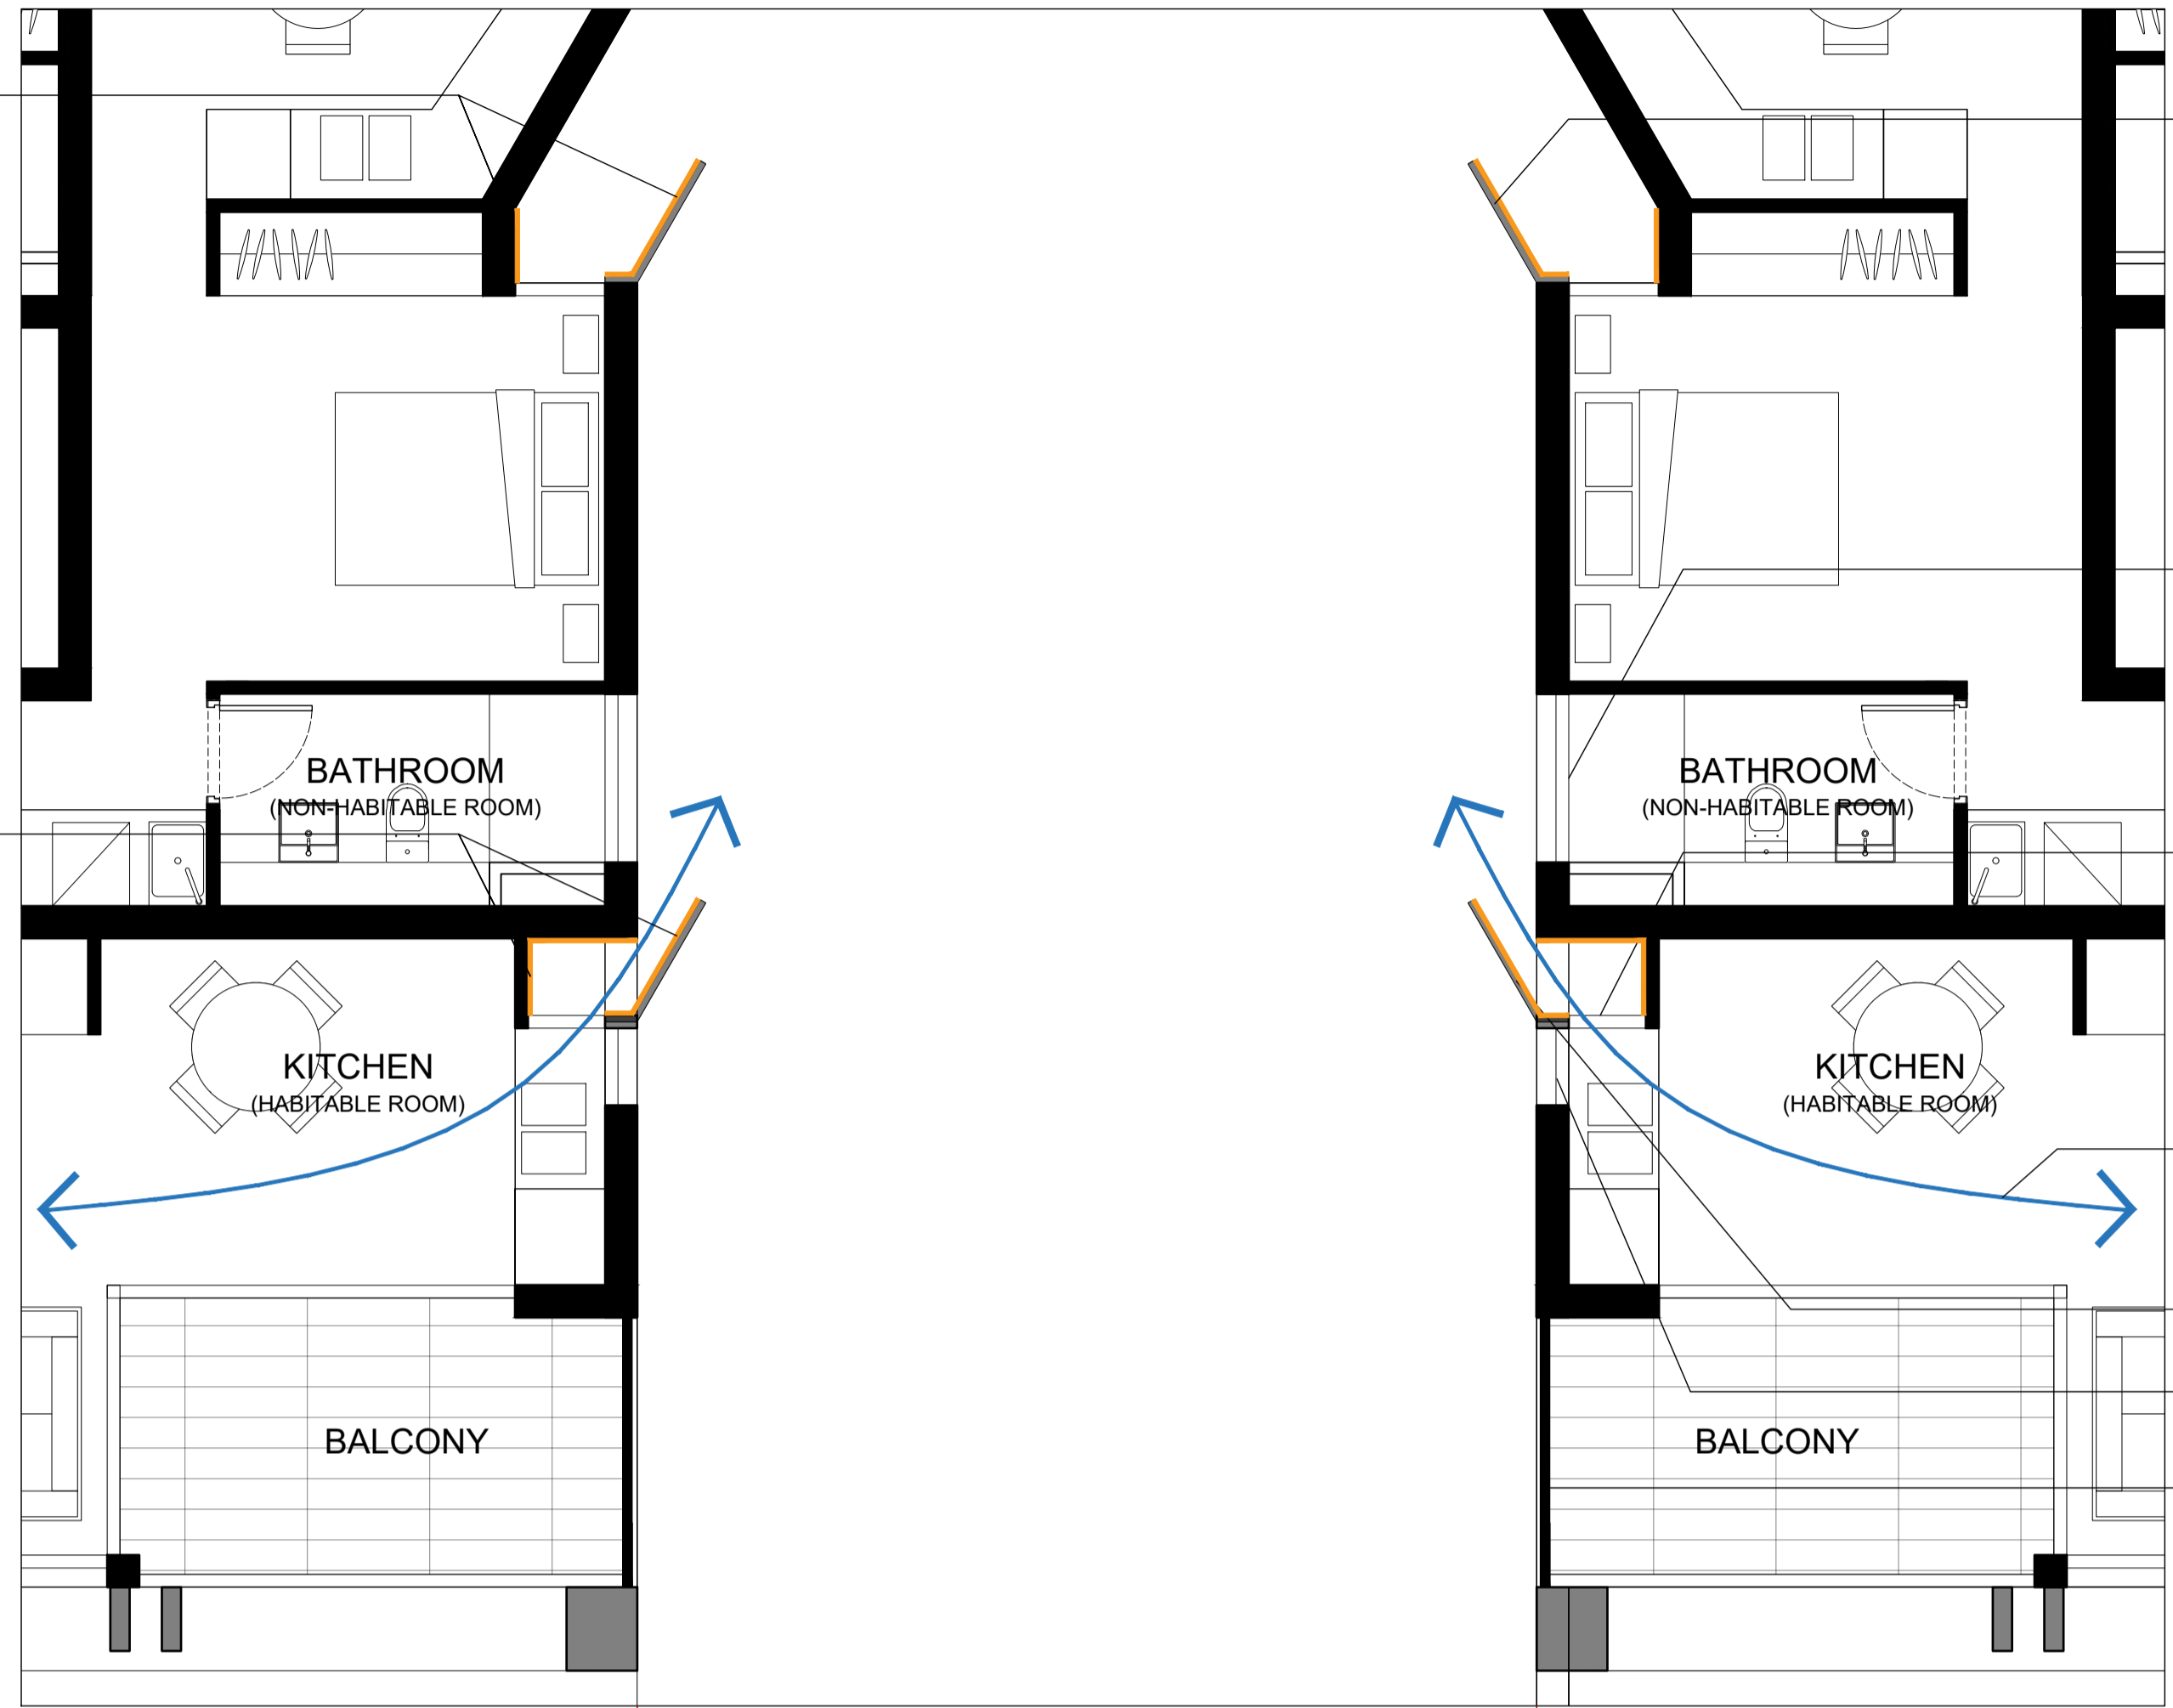 BATHROOM
(NON-HABITABLE ROOM)
BATHROOM
(NON-HABITABLE ROOM)
KITCHEN
(HABITABLE ROOM)
KITCHEN
(HABITABLE ROOM)
BALCONY
BALCONY